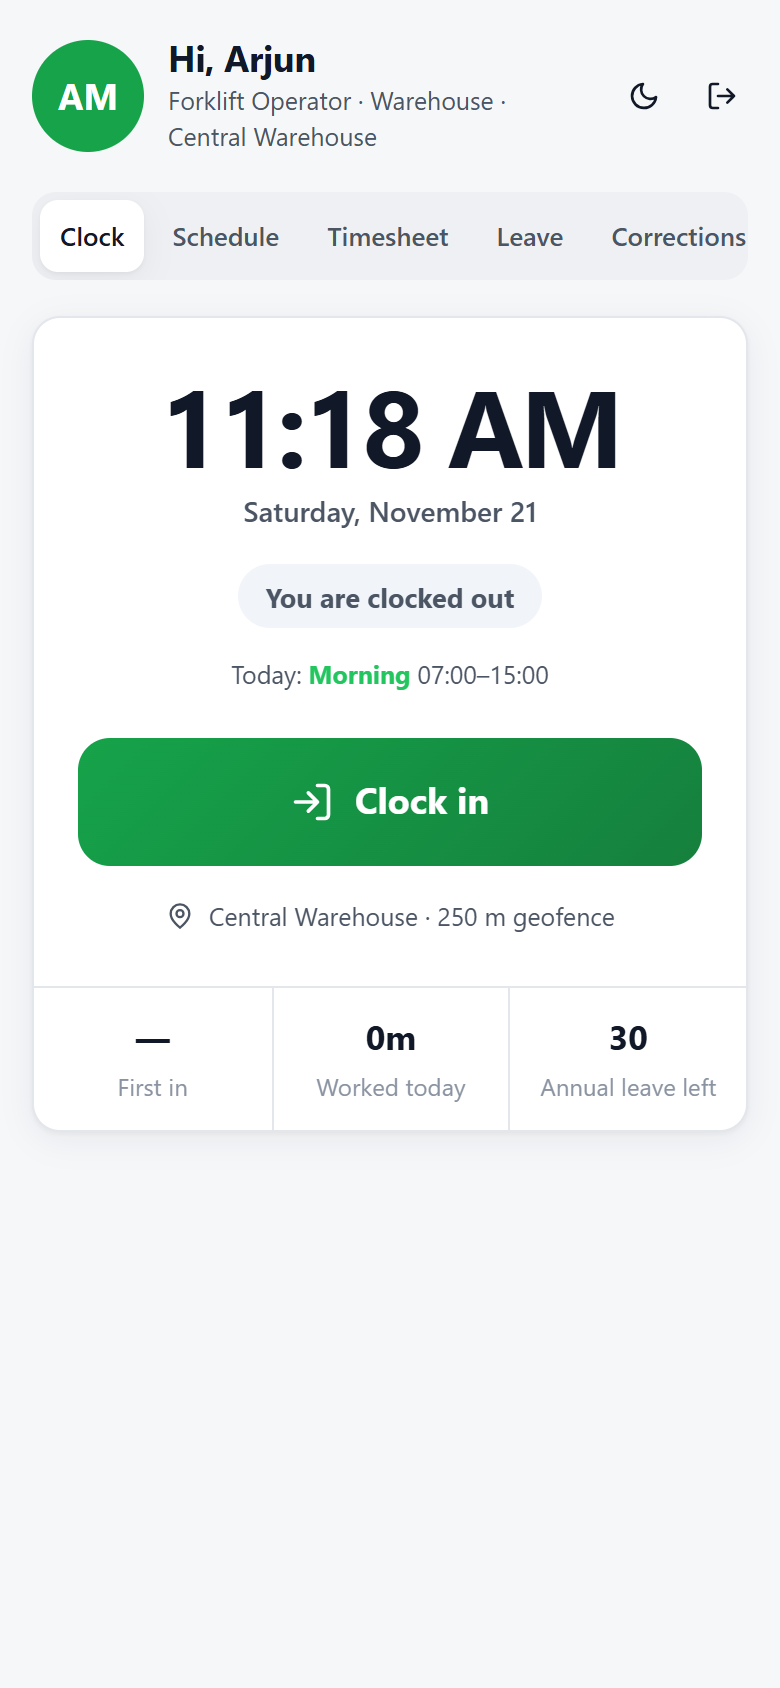 AM
Hi, Arjun
Forklift Operator · Warehouse ·
Central Warehouse
Clock Schedule Timesheet Leave Corrections
11:18 AM
Saturday, November 21
You are clocked out
Today: Morning 07:00–15:00
Clock in
Central Warehouse · 250 m geofence
— 0m 30
First in Worked today Annual leave left